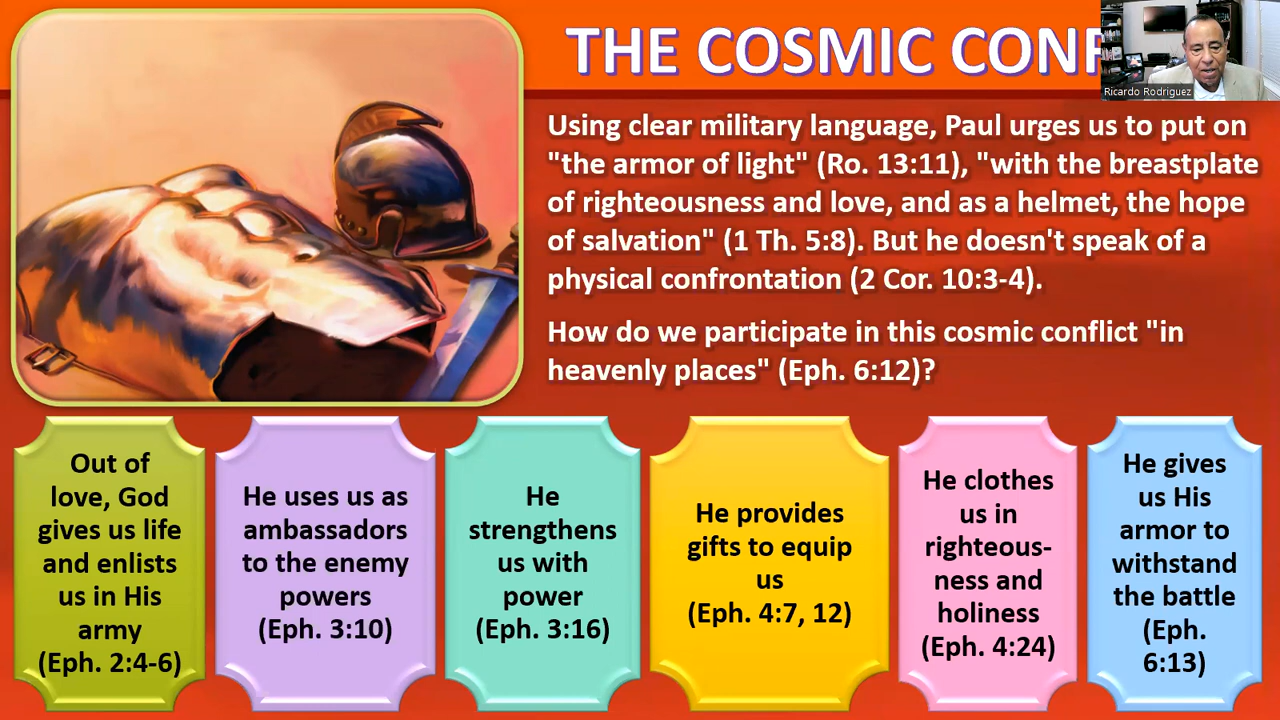 THE COSMIC CONF
Ricardo Rodriguez
Using clear military language, Paul urges us to put on
"the armor of light" (Ro. 13:11), "with the breastplate
of righteousness and love, and as a helmet, the hope
of salvation" (1 Th. 5:8). But he doesn't speak of a
physical confrontation (2 Cor. 10:3-4).
How do we participate in this cosmic conflict "in
heavenly places" (Eph. 6:12)?
Out of
love, God
gives us life
and enlists
us in His
army
(Eph. 2:4-6)
He uses us as
ambassadors
to the enemy
powers
(Eph. 3:10)
He
strengthens
us with
power
(Eph. 3:16)
He provides
gifts to equip
us
(Eph. 4:7, 12)
He clothes
us in
righteous-
ness and
holiness
(Eph. 4:24)
He gives
us His
armor to
withstand
the battle
(Eph.
6:13)